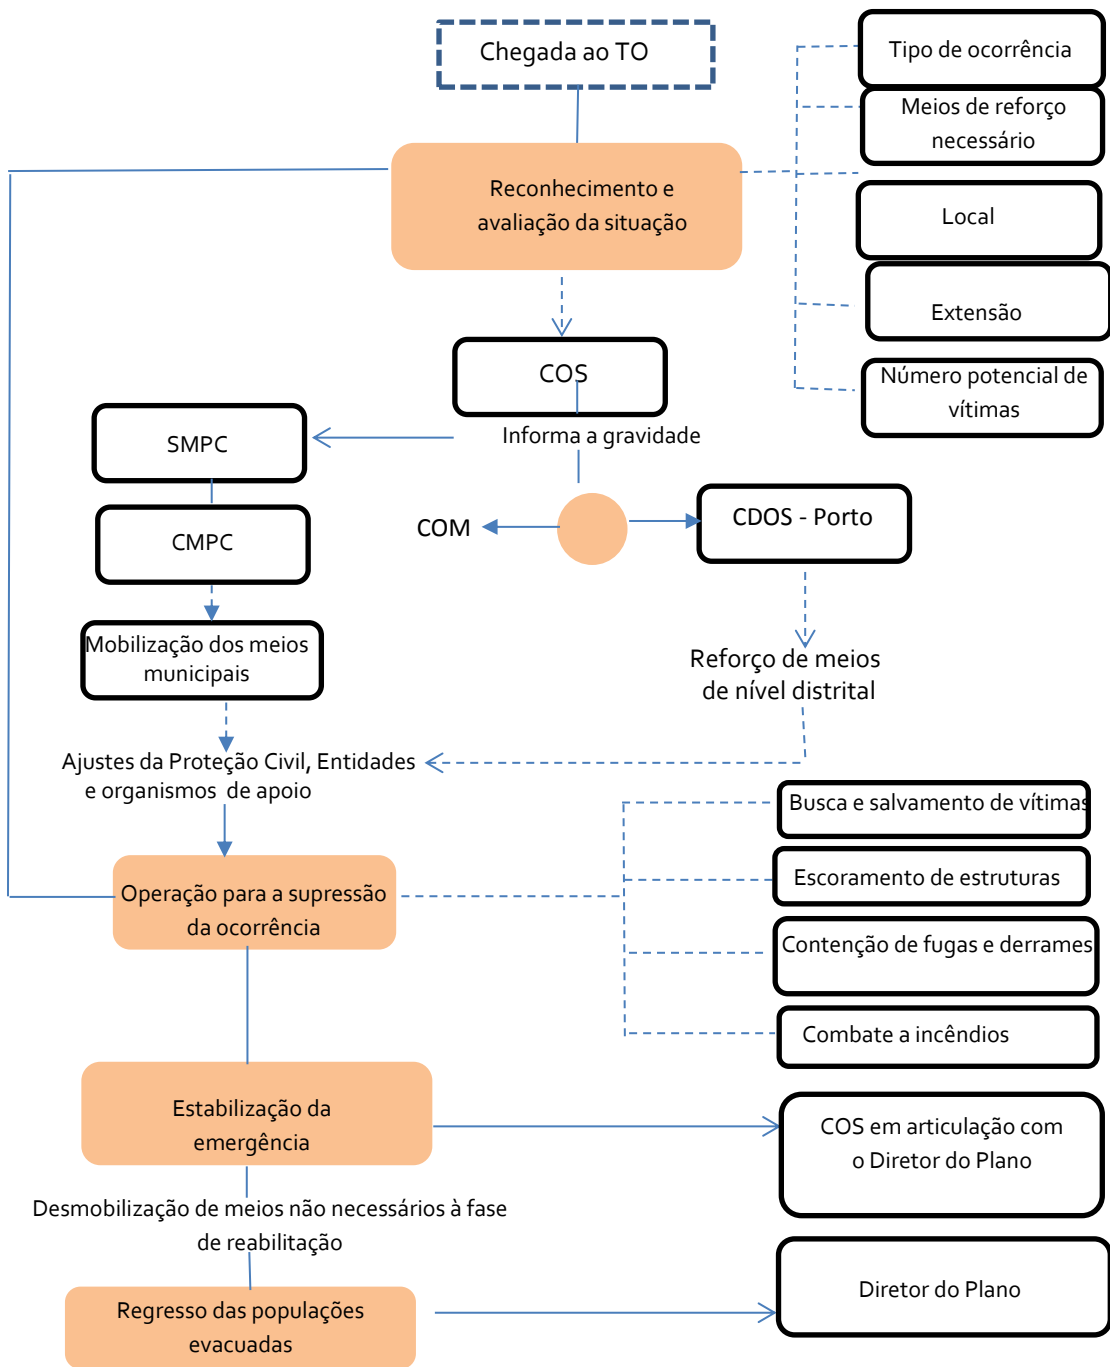 Chegada ao TO
Tipo de ocorrência
Meios de reforço
necessário
Reconhecimento e
avaliação da situação
Local
Extensão
Número potencial de
vítimas
COS
Informa a gravidade
SMPC
CMPC
COM
CDOS - Porto
Mobilização dos meios
municipais
Reforço de meios
de nível distrital
Ajustes da Proteção Civil, Entidades
e organismos de apoio
Busca e salvamento de vítimas
Operação para a supressão
da ocorrência
Escoramento de estruturas
Contenção de fugas e derrames
Combate a incêndios
Estabilização da
emergência
COS em articulação com
o Diretor do Plano
Desmobilização de meios não necessários à fase
de reabilitação
Regresso das populações
evacuadas
Diretor do Plano